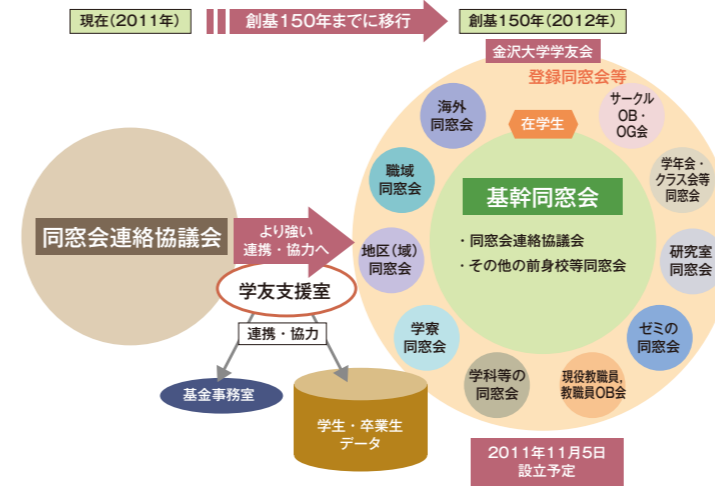 現在（2011年）
創基150年までに移行
創基150年（2012年）
金沢大学学友会
登録同窓会等
海外
同窓会
在学生
サークル
OB・
OG会
職域
同窓会
学年会・
クラス会等
同窓会
基幹同窓会
・同窓会連絡協議会
・その他の前身校等同窓会
同窓会連絡協議会
より強い
連携・協力へ
地区（域）
同窓会
研究室
同窓会
学友支援室
連携・協力
学寮
同窓会
ゼミの
同窓会
学科等の
同窓会
現役教職員，
教職員OB会
基金事務室
学生・卒業生
データ
2011年11月5日
設立予定